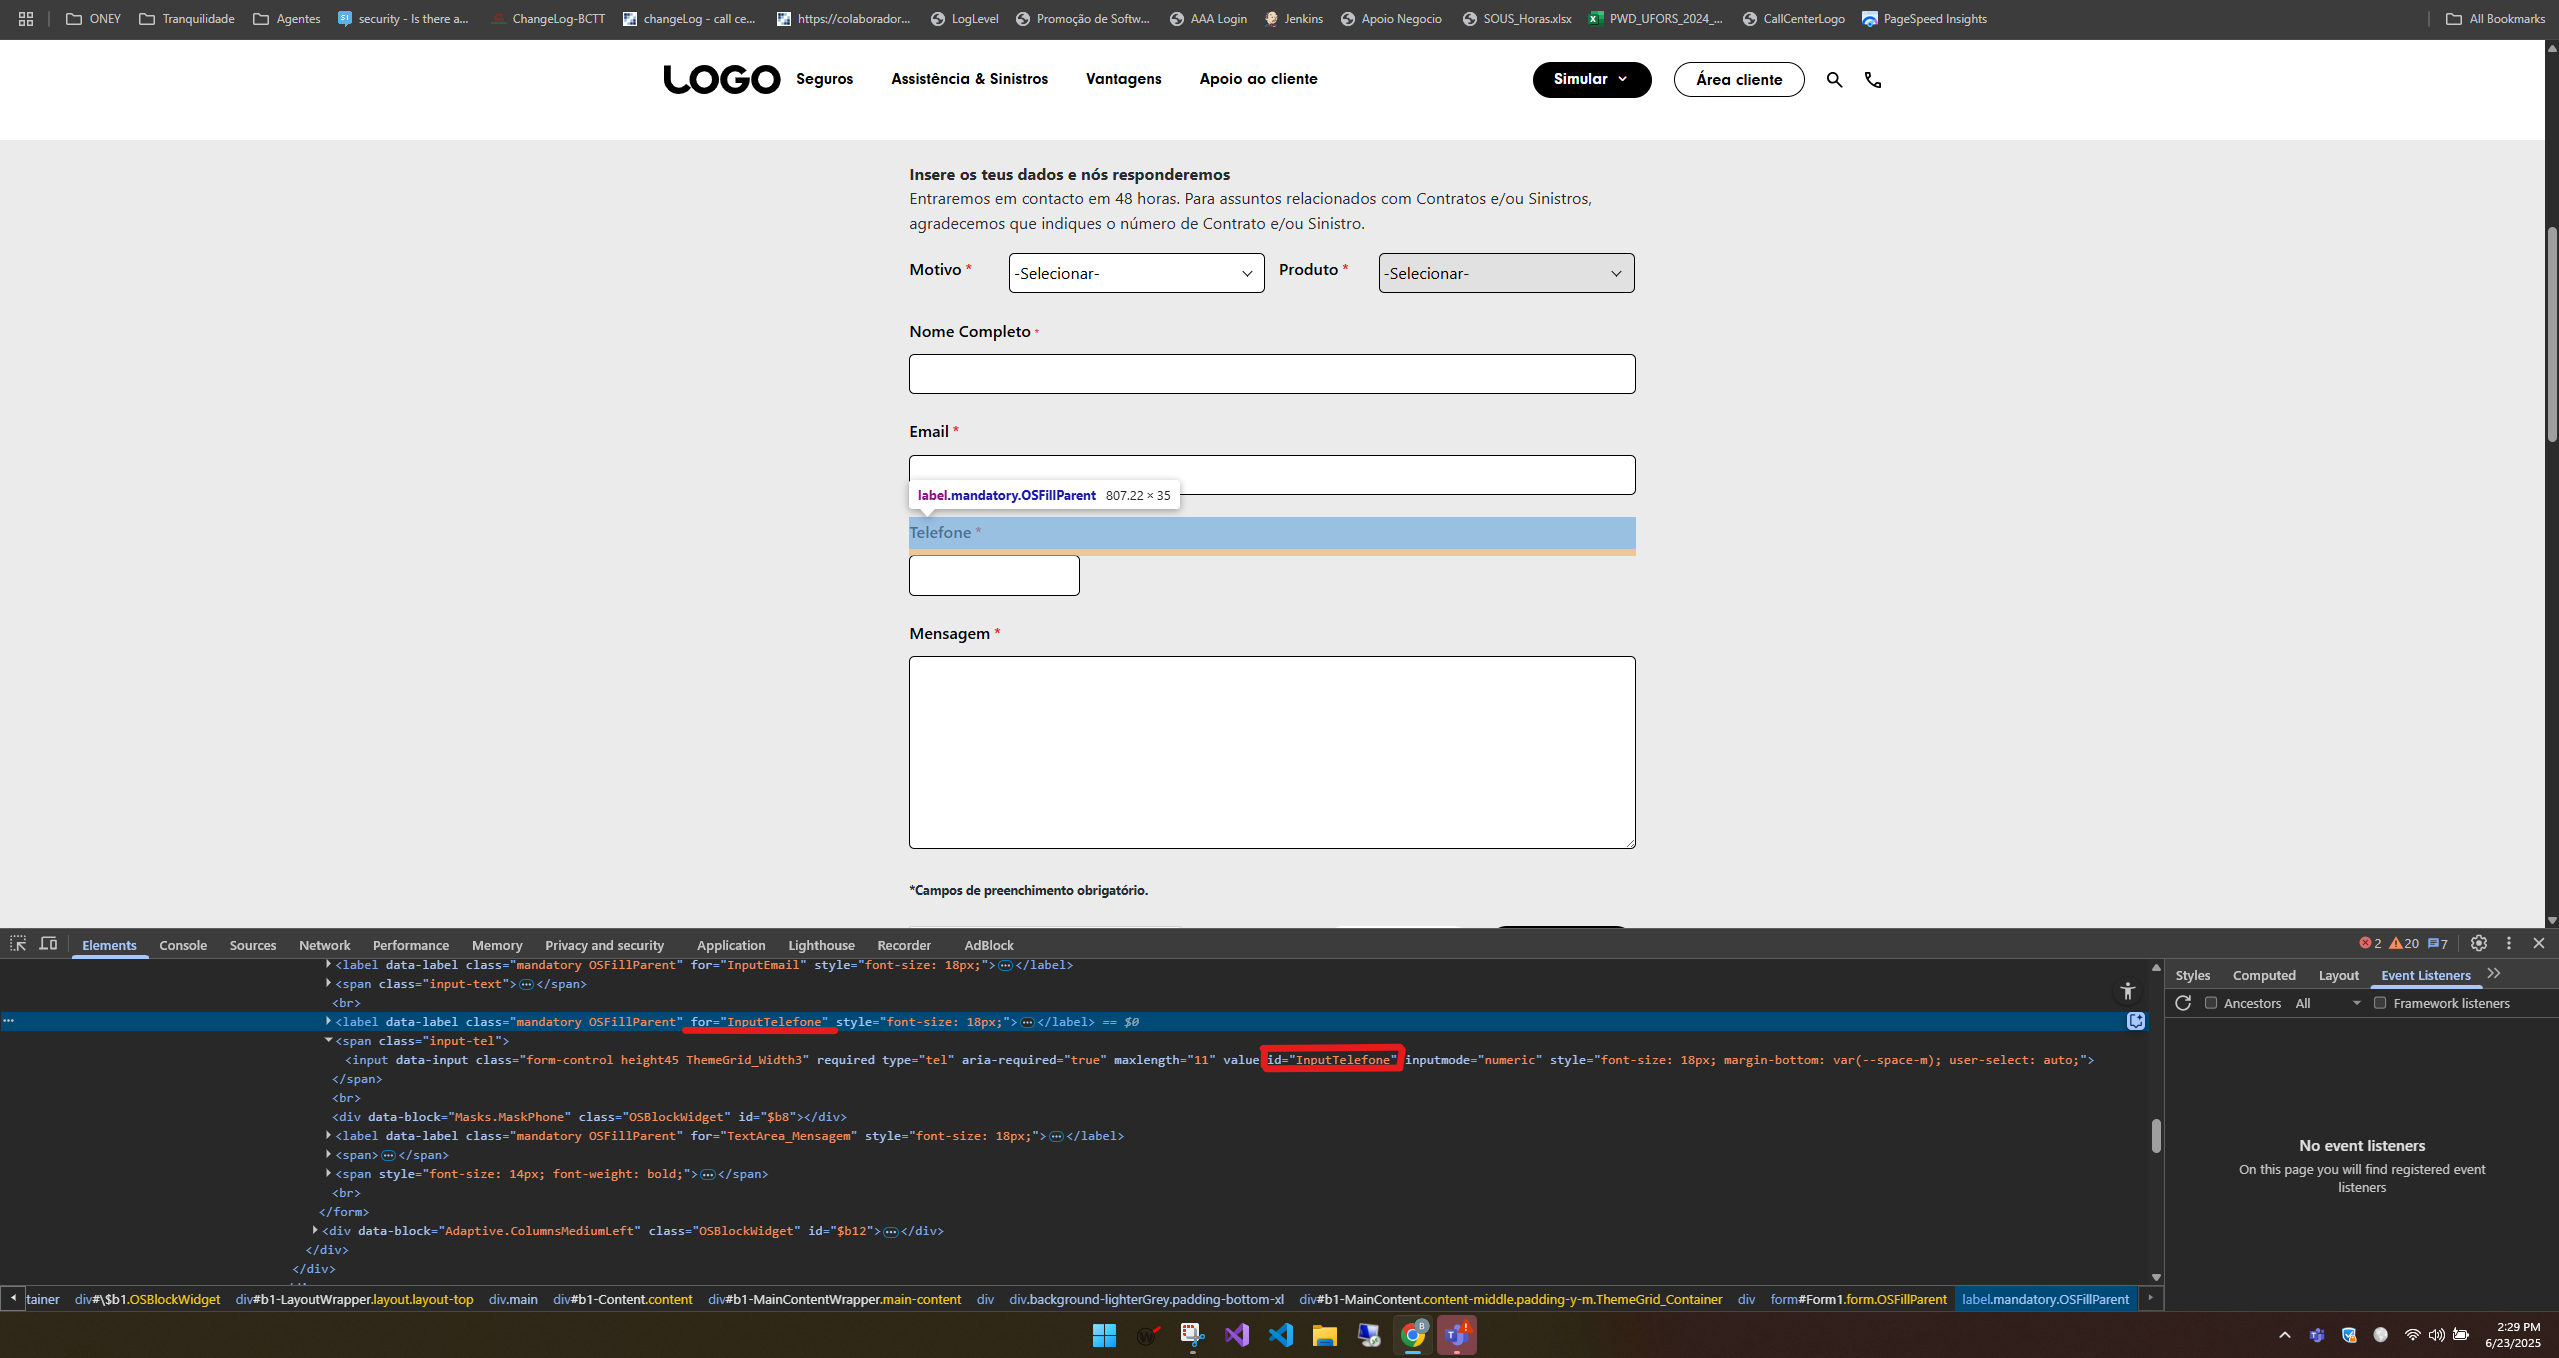 ONEY Tranquilidade Agentes security - Is there a... ChangeLog-BCTT changeLog - call ce... https://colaborador... LogLevel Promoção de Softw... AAA Login Jenkins Apoio Negocio SOUS_Horas.xlsx PWD_UFORS_2024_... CallCenterLogo PageSpeed Insights All Bookmarks
LOGO Seguros Assistência & Sinistros Vantagens Apoio ao cliente Simular Área cliente
Insere os teus dados e nós responderemos
Entraremos em contacto em 48 horas. Para assuntos relacionados com Contratos e/ou Sinistros,
agradecemos que indiques o número de Contrato e/ou Sinistro.
Motivo * -Selecionar- Produto * -Selecionar-
Nome Completo *
Email *
label.mandatory.OSFillParent 807.22 × 35
Telefone *
Mensagem *
*Campos de preenchimento obrigatório.
Elements Console Sources Network Performance Memory Privacy and security Application Lighthouse Recorder AdBlock 2 20 7
<label data-label class="mandatory OSFillParent" for="InputEmail" style="font-size: 18px;">…</label>
<span class="input-text">…</span>
<br>
<label data-label class="mandatory OSFillParent" for="InputTelefone" style="font-size: 18px;">…</label> == $0
<span class="input-tel">
<input data-input class="form-control height45 ThemeGrid_Width3" required type="tel" aria-required="true" maxlength="11" value id="InputTelefone" inputmode="numeric" style="font-size: 18px; margin-bottom: var(--space-m); user-select: auto;">
</span>
<br>
<div data-block="Masks.MaskPhone" class="OSBlockWidget" id="$b8"></div>
<label data-label class="mandatory OSFillParent" for="TextArea_Mensagem" style="font-size: 18px;">…</label>
<span>…</span>
<span style="font-size: 14px; font-weight: bold;">…</span>
<br>
</form>
<div data-block="Adaptive.ColumnsMediumLeft" class="OSBlockWidget" id="$b12">…</div>
</div>
</div>
Styles Computed Layout Event Listeners
Ancestors All Framework listeners
No event listeners
On this page you will find registered event
listeners
tainer div#\$b1.OSBlockWidget div#b1-LayoutWrapper.layout.layout-top div.main div#b1-Content.content div#b1-MainContentWrapper.main-content div div.background-lighterGrey.padding-bottom-xl div#b1-MainContent.content-middle.padding-y-m.ThemeGrid_Container div form#Form1.form.OSFillParent label.mandatory.OSFillParent
2:29 PM
6/23/2025